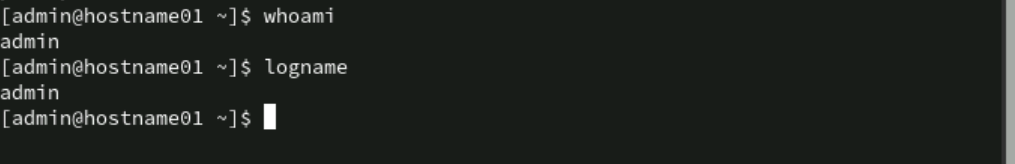 [admin@hostname01 ~]$ whoami
admin
[admin@hostname01 ~]$ logname
admin
[admin@hostname01 ~]$